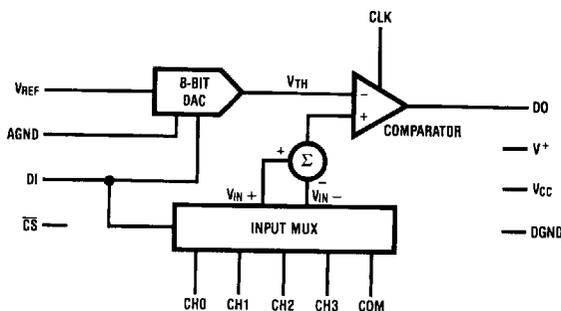 CLK
8-BIT
DAC
VREF
VTH
−
+
COMPARATOR
DO
AGND
V+
+
Σ
−
DI
VIN+
VIN−
VCC
CS
INPUT MUX
DGND
CH0
CH1
CH2
CH3
COM